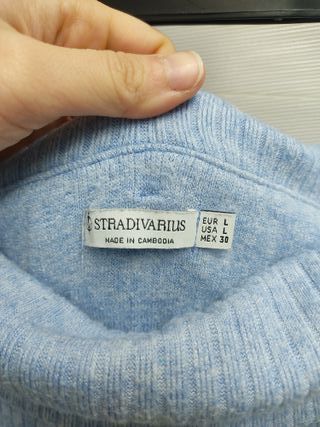 STRADIVARIUS
MADE IN CAMBODIA
EUR L
USA L
MEX 30